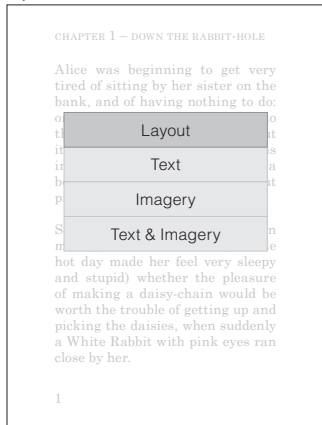 CHAPTER 1 – DOWN THE RABBIT-HOLE
Alice was beginning to get very
tired of sitting by her sister on the
bank, and of having nothing to do:
Layout
Text
Imagery
Text & Imagery
hot day made her feel very sleepy
and stupid) whether the pleasure
of making a daisy-chain would be
worth the trouble of getting up and
picking the daisies, when suddenly
a White Rabbit with pink eyes ran
close by her.
1